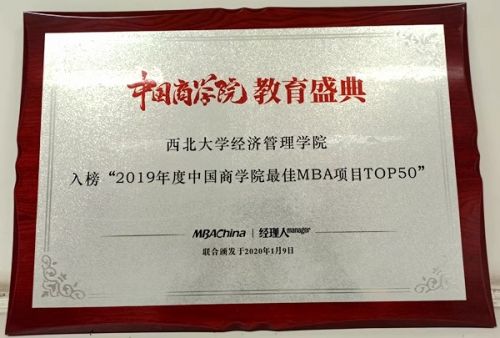 中国商学院教育盛典
西北大学经济管理学院
入榜“2019年度中国商学院最佳MBA项目TOP50”
MBAChina | 经理人manager
联合颁发于2020年1月9日